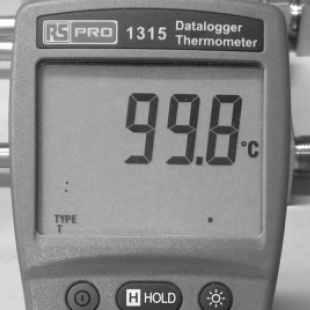 RS PRO 1315 Datalogger
Thermometer
99.8 °C
:
TYPE
T
H HOLD